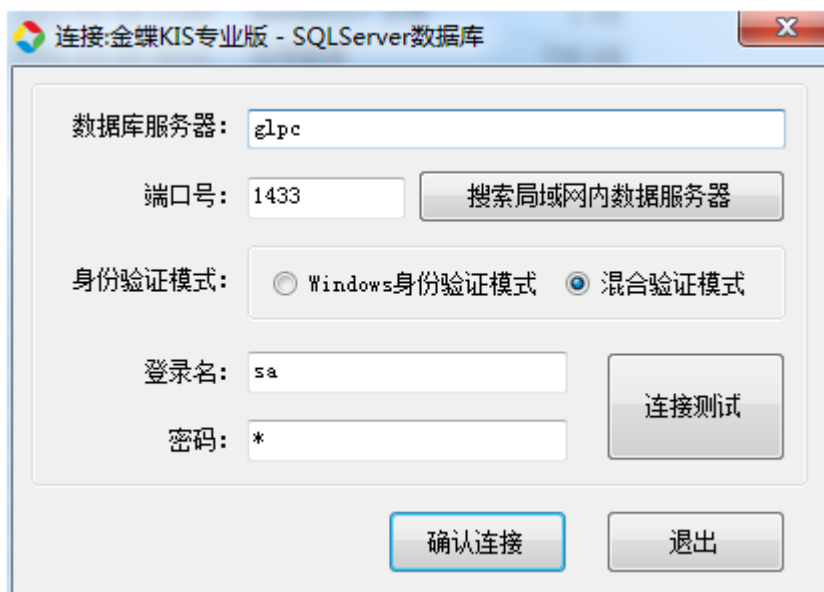 连接:金蝶KIS专业版 - SQLServer数据库
数据库服务器: glpc
端口号: 1433 搜索局域网内数据服务器
身份验证模式: Windows身份验证模式 混合验证模式
登录名: sa
连接测试
密码: *
确认连接 退出